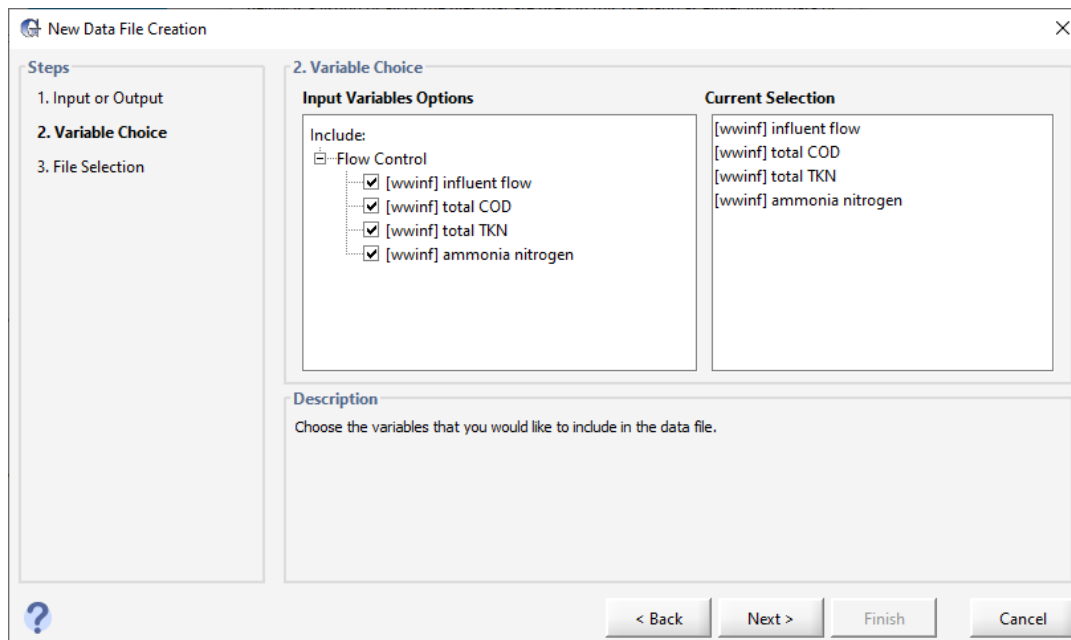 New Data File Creation
Steps
1. Input or Output
2. Variable Choice
3. File Selection
2. Variable Choice
Input Variables Options
Include:
Flow Control
[wwinf] influent flow
[wwinf] total COD
[wwinf] total TKN
[wwinf] ammonia nitrogen
Current Selection
[wwinf] influent flow
[wwinf] total COD
[wwinf] total TKN
[wwinf] ammonia nitrogen
Description
Choose the variables that you would like to include in the data file.
?
< Back
Next >
Finish
Cancel